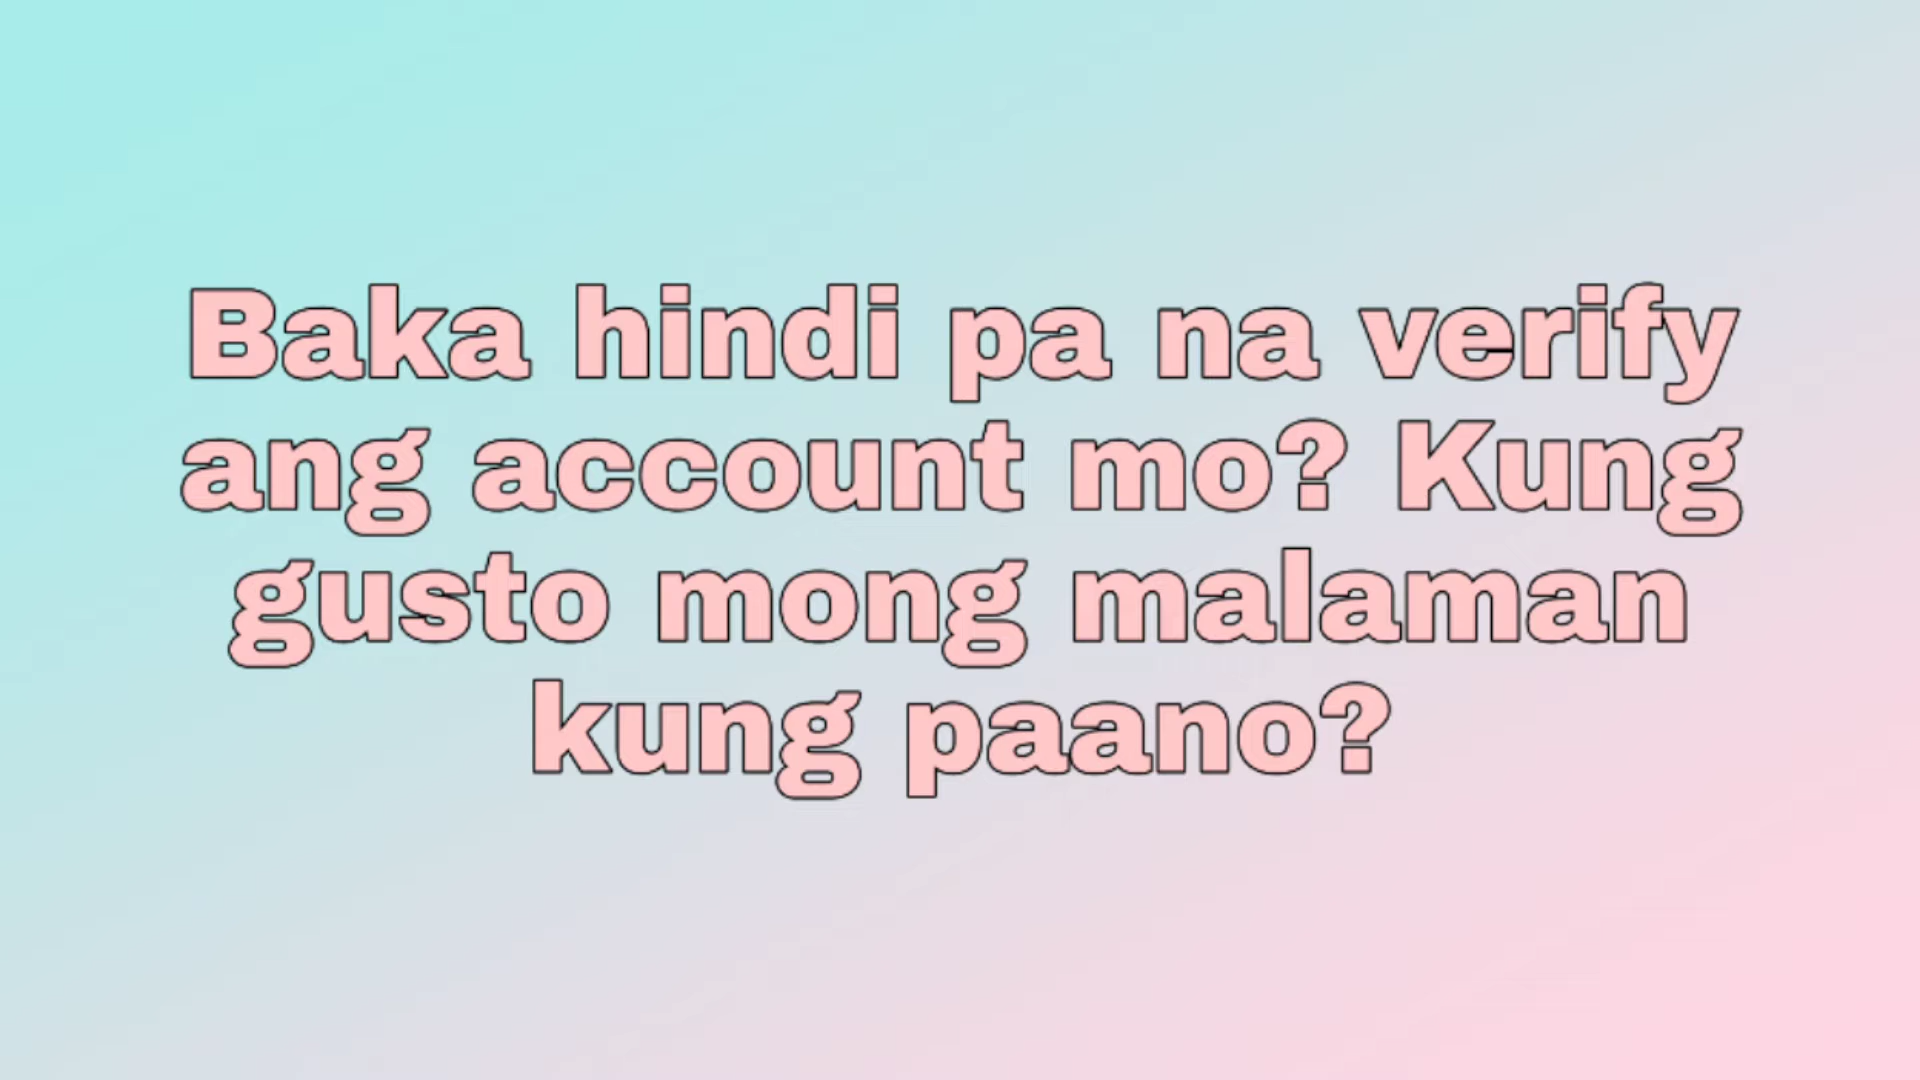 Baka hindi pa na verify
ang account mo? Kung
gusto mong malaman
kung paano?